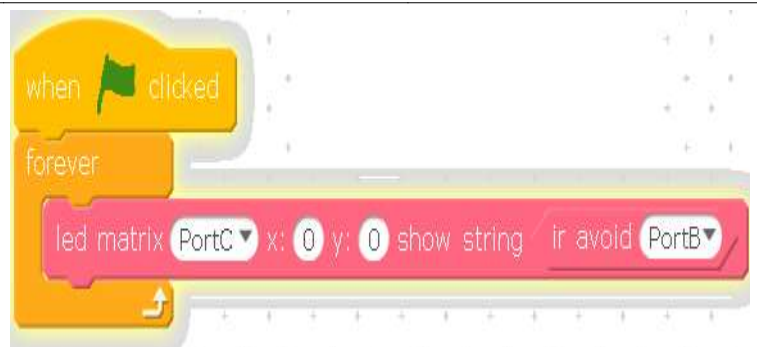 when clicked
forever
led matrix PortC x: 0 y: 0 show string ir avoid PortB